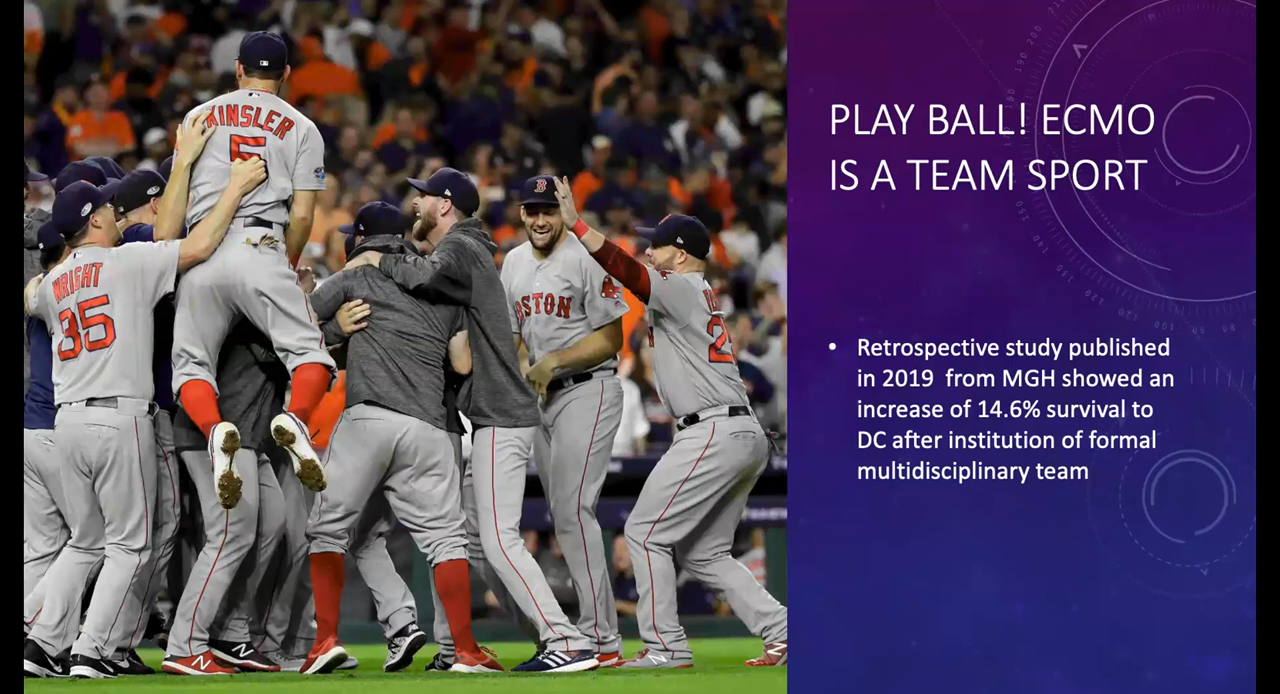 KINSLER
5
WRIGHT
35
B
BOSTON
2
PLAY BALL! ECMO
IS A TEAM SPORT
• Retrospective study published
in 2019 from MGH showed an
increase of 14.6% survival to
DC after institution of formal
multidisciplinary team